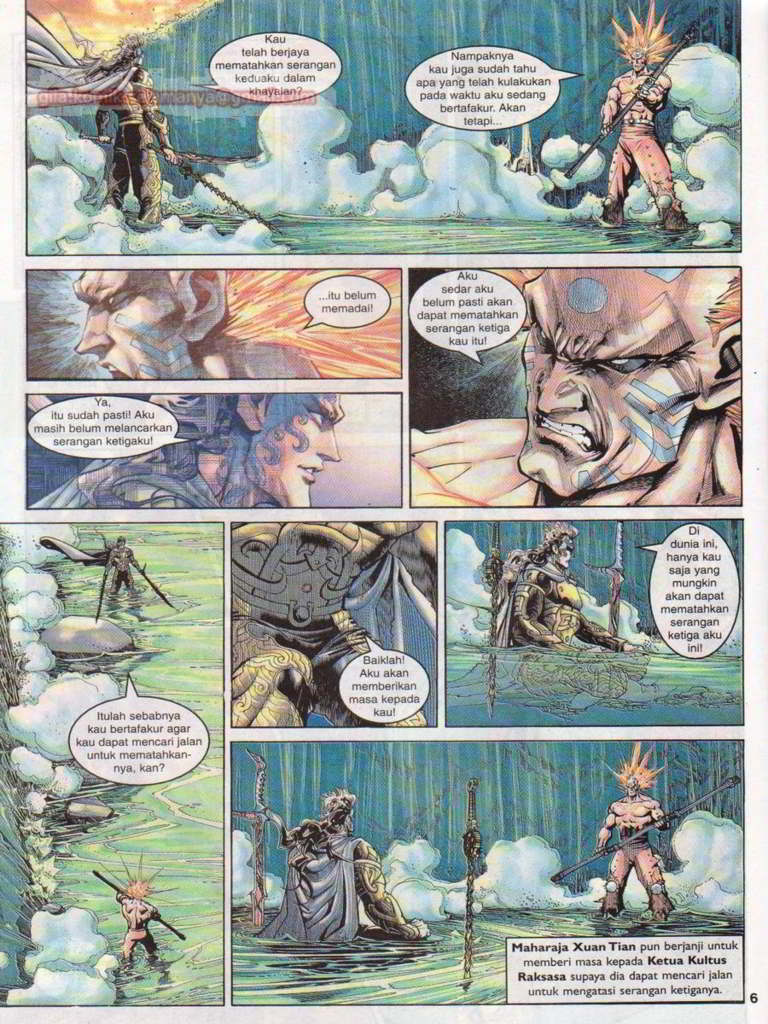 Kau
telah berjaya
mematahkan serangan
keduaku dalam
khayalan?
Nampaknya
kau juga sudah tahu
apa yang telah kulakukan
pada waktu aku sedang
bertafakur. Akan
tetapi...
...itu belum
memadai!
Aku
sedar aku
belum pasti akan
dapat mematahkan
serangan ketiga
kau itu!
Ya,
itu sudah pasti! Aku
masih belum melancarkan
serangan ketigaku!
Itulah sebabnya
kau bertafakur agar
kau dapat mencari jalan
untuk mematahkan-
nya, kan?
Baiklah!
Aku akan
memberikan
masa kepada
kau!
Di
dunia ini,
hanya kau
saja yang
mungkin
akan dapat
mematahkan
serangan
ketiga aku
ini!
Maharaja Xuan Tian pun berjanji untuk
memberi masa kepada Ketua Kultus
Raksasa supaya dia dapat mencari jalan
untuk mengatasi serangan ketiganya.
6